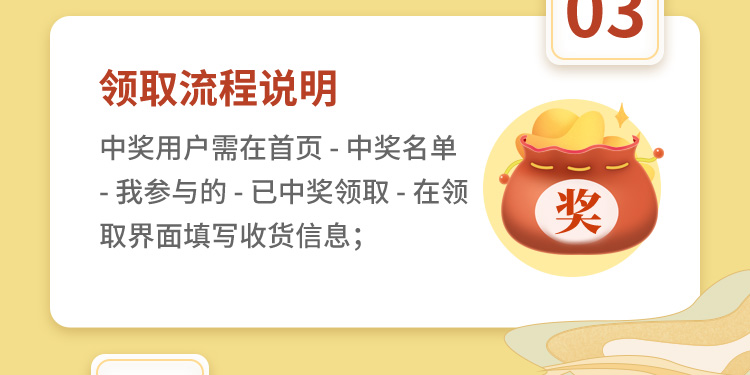 03
领取流程说明
中奖用户需在首页 - 中奖名单
- 我参与的 - 已中奖领取 - 在领
取界面填写收货信息；
奖